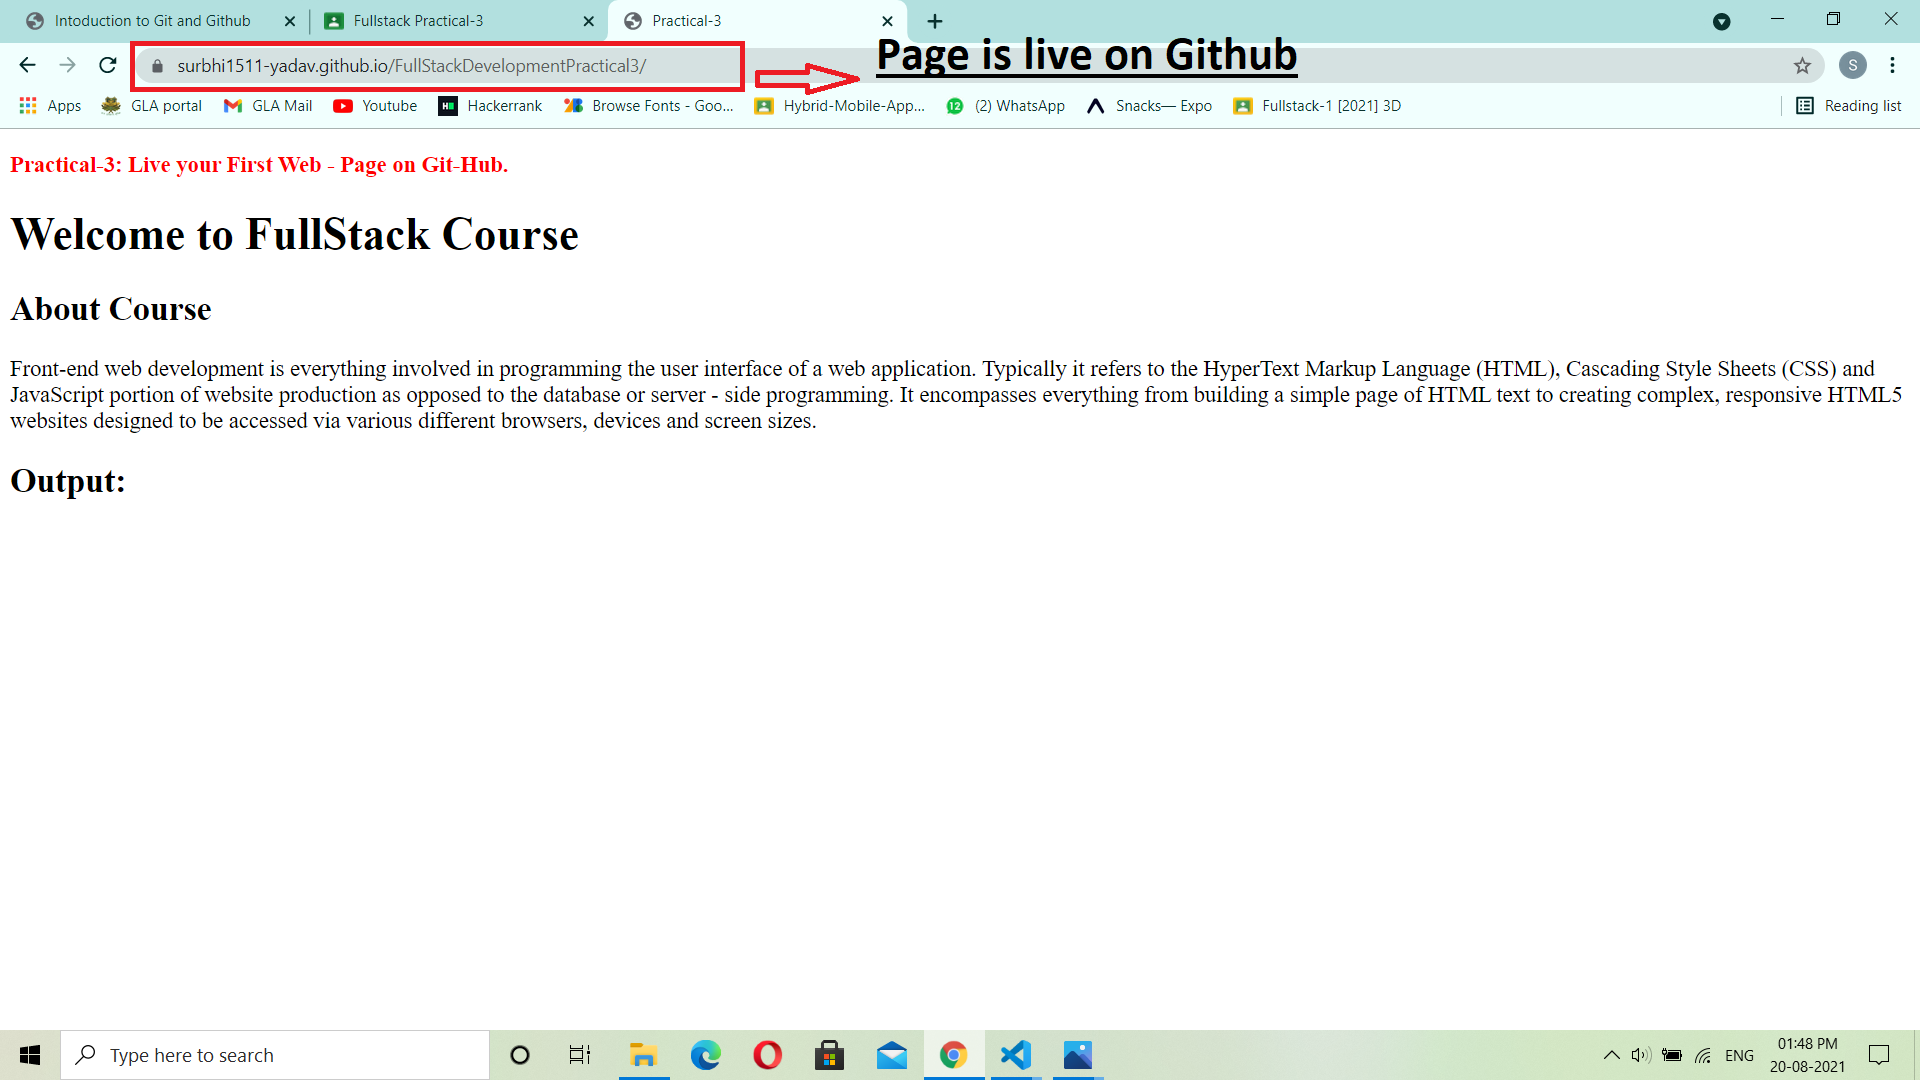 Intoduction to Git and Github
Fullstack Practical-3
Practical-3
surbhi1511-yadav.github.io/FullStackDevelopmentPractical3/
Page is live on Github
S
Apps
GLA portal
GLA Mail
Youtube
Hackerrank
Browse Fonts - Goo...
Hybrid-Mobile-App...
12
(2) WhatsApp
Snacks— Expo
Fullstack-1 [2021] 3D
Reading list
Practical-3: Live your First Web - Page on Git-Hub.
Welcome to FullStack Course
About Course
Front-end web development is everything involved in programming the user interface of a web application. Typically it refers to the HyperText Markup Language (HTML), Cascading Style Sheets (CSS) and
JavaScript portion of website production as opposed to the database or server - side programming. It encompasses everything from building a simple page of HTML text to creating complex, responsive HTML5
websites designed to be accessed via various different browsers, devices and screen sizes.
Output:
Type here to search
ENG
01:48 PM
20-08-2021